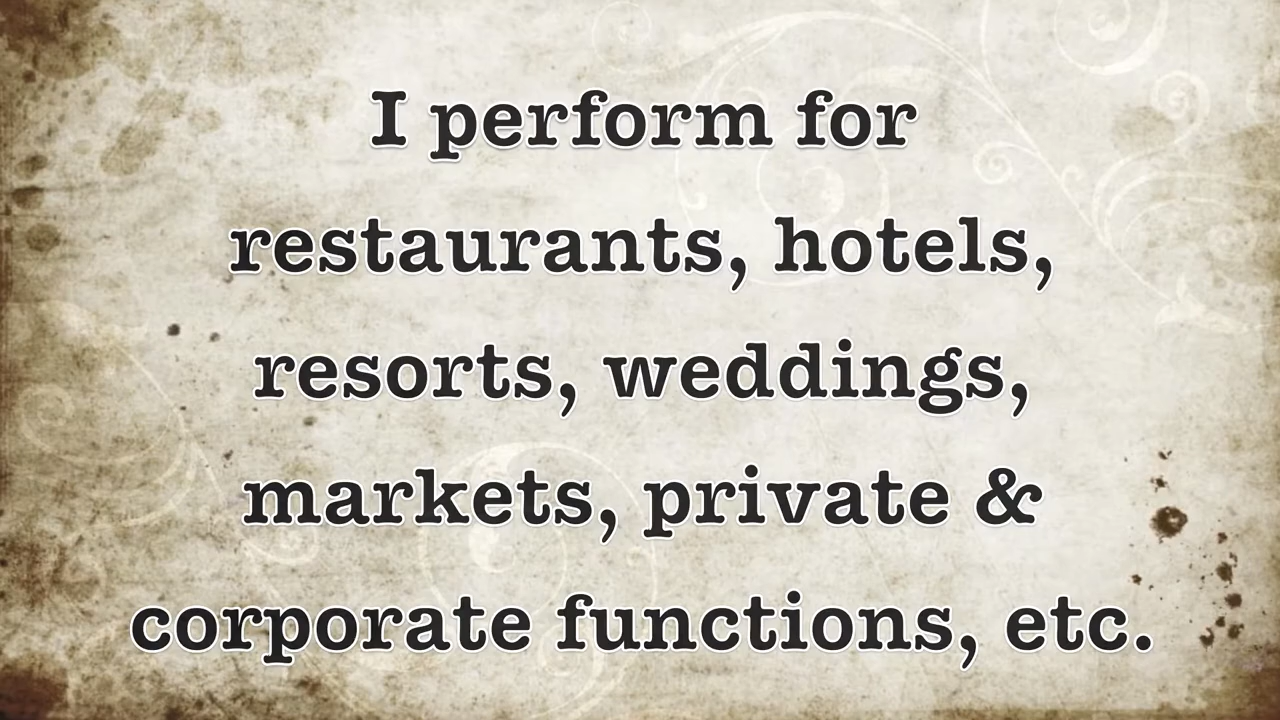 I perform for
restaurants, hotels,
resorts, weddings,
markets, private &
corporate functions, etc.